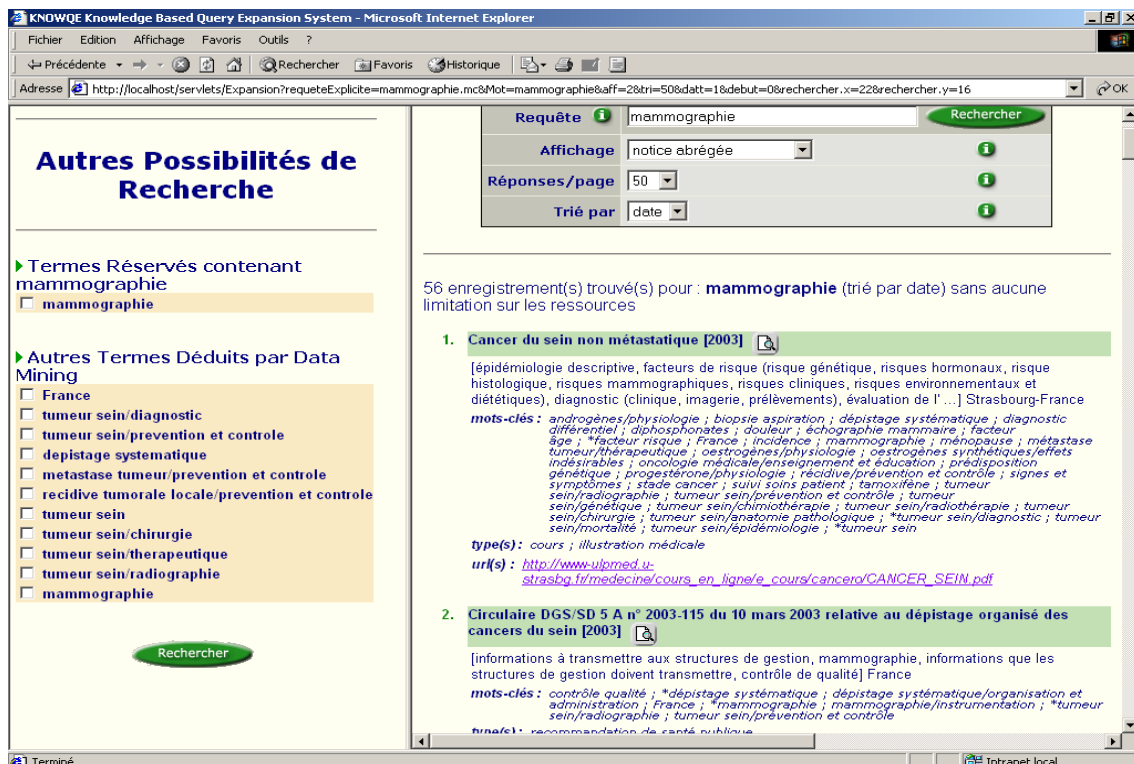 KNOWQE Knowledge Based Query Expansion System - Microsoft Internet Explorer
Fichier Edition Affichage Favoris Outils ?
Précédente Rechercher Favoris Historique
Adresse http://localhost/servlets/Expansion?requeteExplicite=mammographie.mc&Mot=mammographie&aff=2&tri=50&datt=1&debut=0&rechercher.x=22&rechercher.y=16 OK
Autres Possibilités de
Recherche
Termes Réservés contenant
mammographie
mammographie
Autres Termes Déduits par Data
Mining
France
tumeur sein/diagnostic
tumeur sein/prevention et controle
depistage systematique
metastase tumeur/prevention et controle
recidive tumorale locale/prevention et controle
tumeur sein
tumeur sein/chirurgie
tumeur sein/therapeutique
tumeur sein/radiographie
mammographie
Rechercher
Requête mammographie Rechercher
Affichage notice abrégée
Réponses/page 50
Trié par date
56 enregistrement(s) trouvé(s) pour : mammographie (trié par date) sans aucune
limitation sur les ressources
1. Cancer du sein non métastatique [2003]
[épidémiologie descriptive, facteurs de risque (risque génétique, risques hormonaux, risque
histologique, risques mammographiques, risques cliniques, risques environnementaux et
diététiques), diagnostic (clinique, imagerie, prélèvements), évaluation de l' ...] Strasbourg-France
mots-clés : androgènes/physiologie ; biopsie aspiration ; dépistage systématique ; diagnostic
différentiel ; diphosphonates ; douleur ; échographie mammaire ; facteur
âge ; *facteur risque ; France ; incidence ; mammographie ; ménopause ; métastase
tumeur/thérapeutique ; oestrogènes/physiologie ; oestrogènes synthétiques/effets
indésirables ; oncologie médicale/enseignement et éducation ; prédisposition
génétique ; progestérone/physiologie ; récidive/prévention et contrôle ; signes et
symptômes ; stade cancer ; suivi soins patient ; tamoxifène ; tumeur
sein/radiographie ; tumeur sein/prévention et contrôle ; tumeur
sein/génétique ; tumeur sein/chimiothérapie ; tumeur sein/radiothérapie ; tumeur
sein/chirurgie ; tumeur sein/anatomie pathologique ; *tumeur sein/diagnostic ; tumeur
sein/mortalité ; tumeur sein/épidémiologie ; *tumeur sein
type(s) : cours ; illustration médicale
url(s) : http://www-ulpmed.u-
strasbg.fr/medecine/cours_en_ligne/e_cours/cancero/CANCER_SEIN.pdf
2. Circulaire DGS/SD 5 A n° 2003-115 du 10 mars 2003 relative au dépistage organisé des
cancers du sein [2003]
[informations à transmettre aux structures de gestion, mammographie, informations que les
structures de gestion doivent transmettre, contrôle de qualité] France
mots-clés : contrôle qualité ; *dépistage systématique ; dépistage systématique/organisation et
administration ; France ; *mammographie ; mammographie/instrumentation ; *tumeur
sein/radiographie ; tumeur sein/prévention et contrôle
type(s) : recommandation de santé publique
Terminé Intranet local